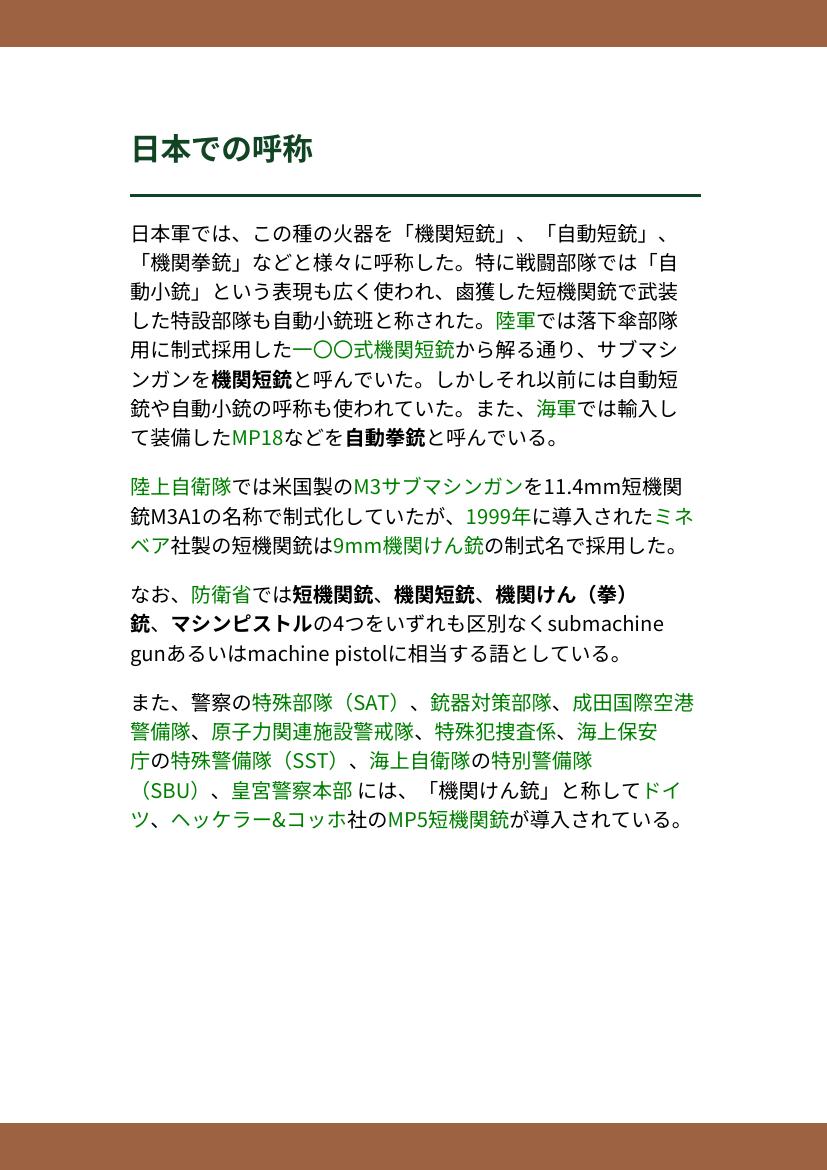 日本での呼称
日本軍では、この種の火器を「機関短銃」、「自動短銃」、
「機関拳銃」などと様々に呼称した。特に戦闘部隊では「自
動小銃」という表現も広く使われ、鹵獲した短機関銃で武装
した特設部隊も自動小銃班と称された。陸軍では落下傘部隊
用に制式採用した一〇〇式機関短銃から解る通り、サブマシ
ンガンを機関短銃と呼んでいた。しかしそれ以前には自動短
銃や自動小銃の呼称も使われていた。また、海軍では輸入し
て装備したMP18などを自動拳銃と呼んでいる。
陸上自衛隊では米国製のM3サブマシンガンを11.4mm短機関
銃M3A1の名称で制式化していたが、1999年に導入されたミネ
ベア社製の短機関銃は9mm機関けん銃の制式名で採用した。
なお、防衛省では短機関銃、機関短銃、機関けん（拳）
銃、マシンピストルの4つをいずれも区別なくsubmachine
gunあるいはmachine pistolに相当する語としている。
また、警察の特殊部隊（SAT）、銃器対策部隊、成田国際空港
警備隊、原子力関連施設警戒隊、特殊犯捜査係、海上保安
庁の特殊警備隊（SST）、海上自衛隊の特別警備隊
（SBU）、皇宮警察本部 には、「機関けん銃」と称してドイ
ツ、ヘッケラー&コッホ社のMP5短機関銃が導入されている。